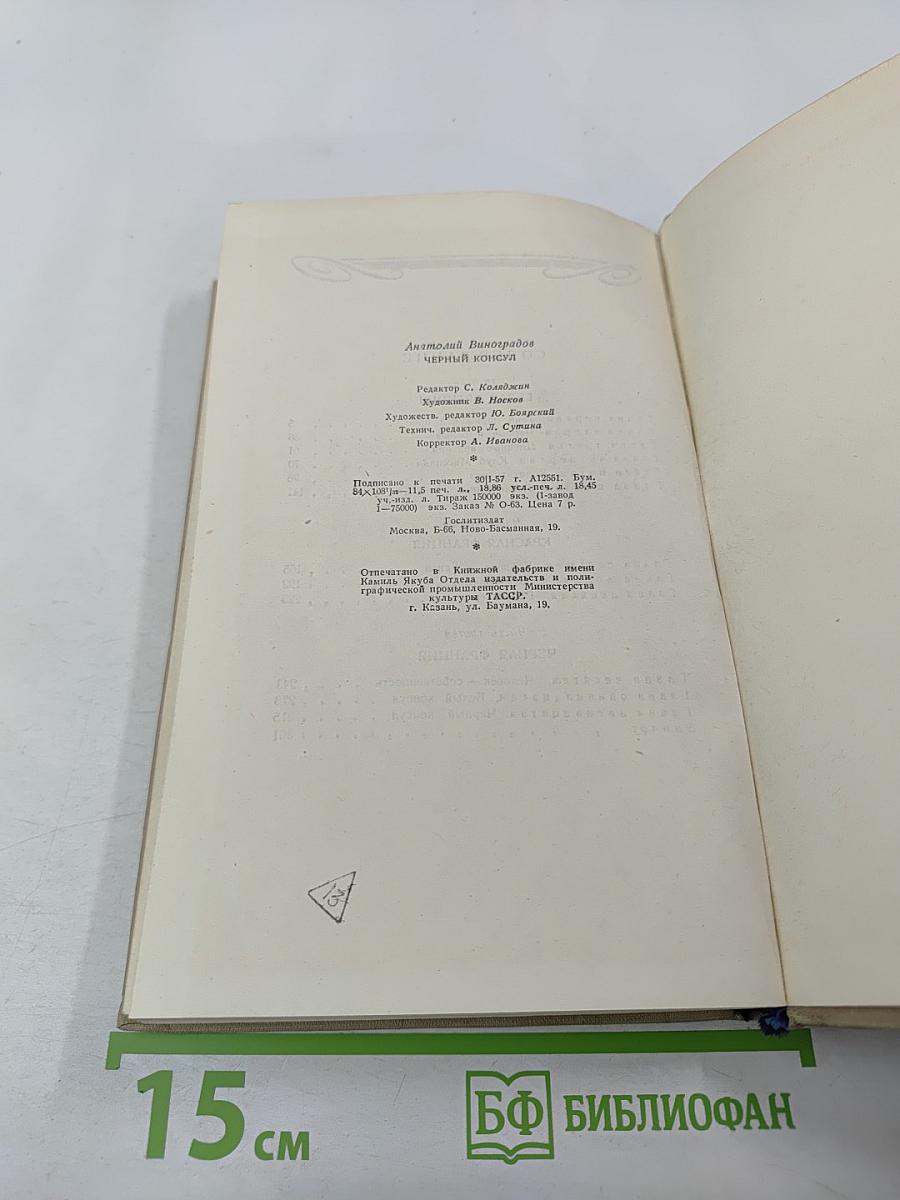 Анатолий Виноградов
ЧЕРНЫЙ КОНСУЛ
Редактор С. Коляджин
Художник В. Носков
Художеств. редактор Ю. Боярский
Технич. редактор Л. Сутина
Корректор А. Иванова
*
Подписано к печати 30|I-57 г. А12551. Бум.
84×108¹/₃₂—11,5 печ. л., 18,86 усл.-печ. л. 18,45
уч.-изд. л. Тираж 150000 экз. (1-завод
1—75000) экз. Заказ № О-63. Цена 7 р.
Гослитиздат
Москва, Б-66, Ново-Басманная, 19.
*
Отпечатано в Книжной фабрике имени
Камиль Якуба Отдела издательств и поли-
графической промышленности Министерства
культуры ТАССР.
г. Казань, ул. Баумана, 19.
15 см
БФ БИБЛИОФАН